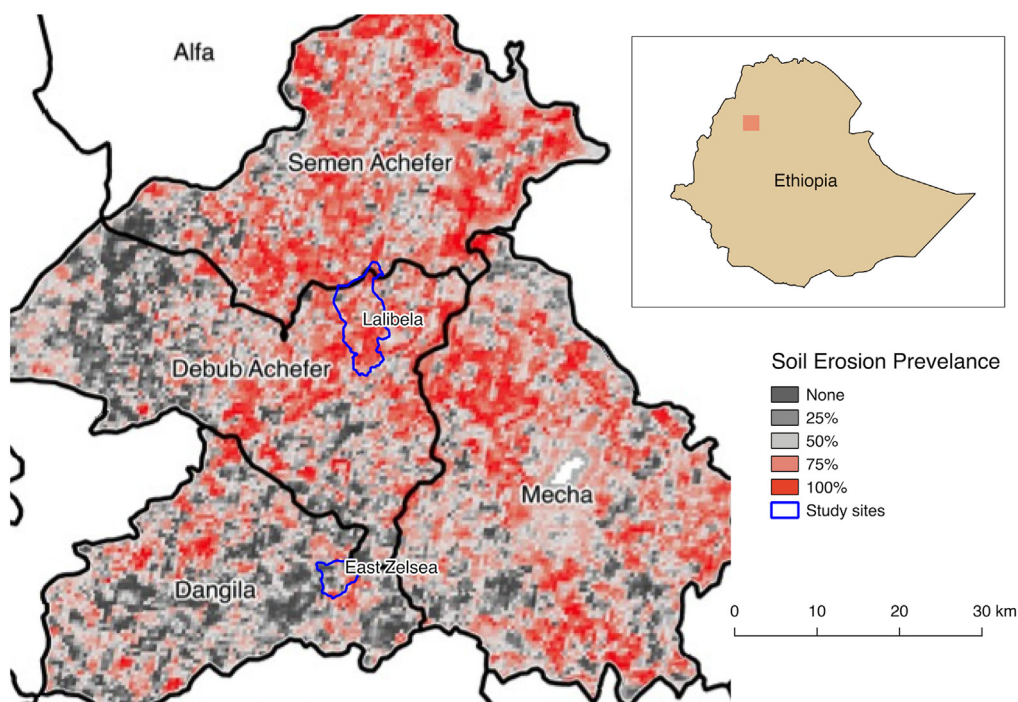 Alfa
Semen Achefer
Lalibela
Debub Achefer
Mecha
East Zelsea
Dangila
Ethiopia
Soil Erosion Prevelance
None
25%
50%
75%
100%
Study sites
0 10 20 30 km